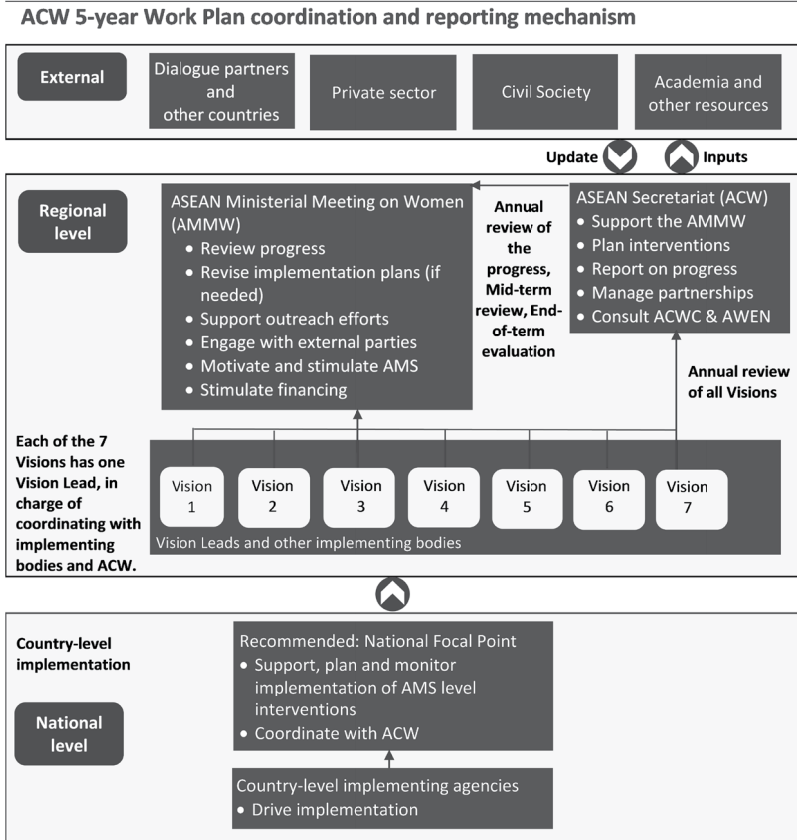 ACW 5-year Work Plan coordination and reporting mechanism
External
Dialogue partners
and
other countries
Private sector
Civil Society
Academia and
other resources
Update
Inputs
Regional
level
ASEAN Ministerial Meeting on Women
(AMMW)
• Review progress
• Revise implementation plans (if
needed)
• Support outreach efforts
• Engage with external parties
• Motivate and stimulate AMS
• Stimulate financing
Annual
review of
the
progress,
Mid-term
review, End-
of-term
evaluation
ASEAN Secretariat (ACW)
• Support the AMMW
• Plan interventions
• Report on progress
• Manage partnerships
• Consult ACWC & AWEN
Annual review
of all Visions
Each of the 7
Visions has one
Vision Lead, in
charge of
coordinating with
implementing
bodies and ACW.
Vision
1
Vision
2
Vision
3
Vision
4
Vision
5
Vision
6
Vision
7
Vision Leads and other implementing bodies
Country-level
implementation
National
level
Recommended: National Focal Point
• Support, plan and monitor
implementation of AMS level
interventions
• Coordinate with ACW
Country-level implementing agencies
• Drive implementation